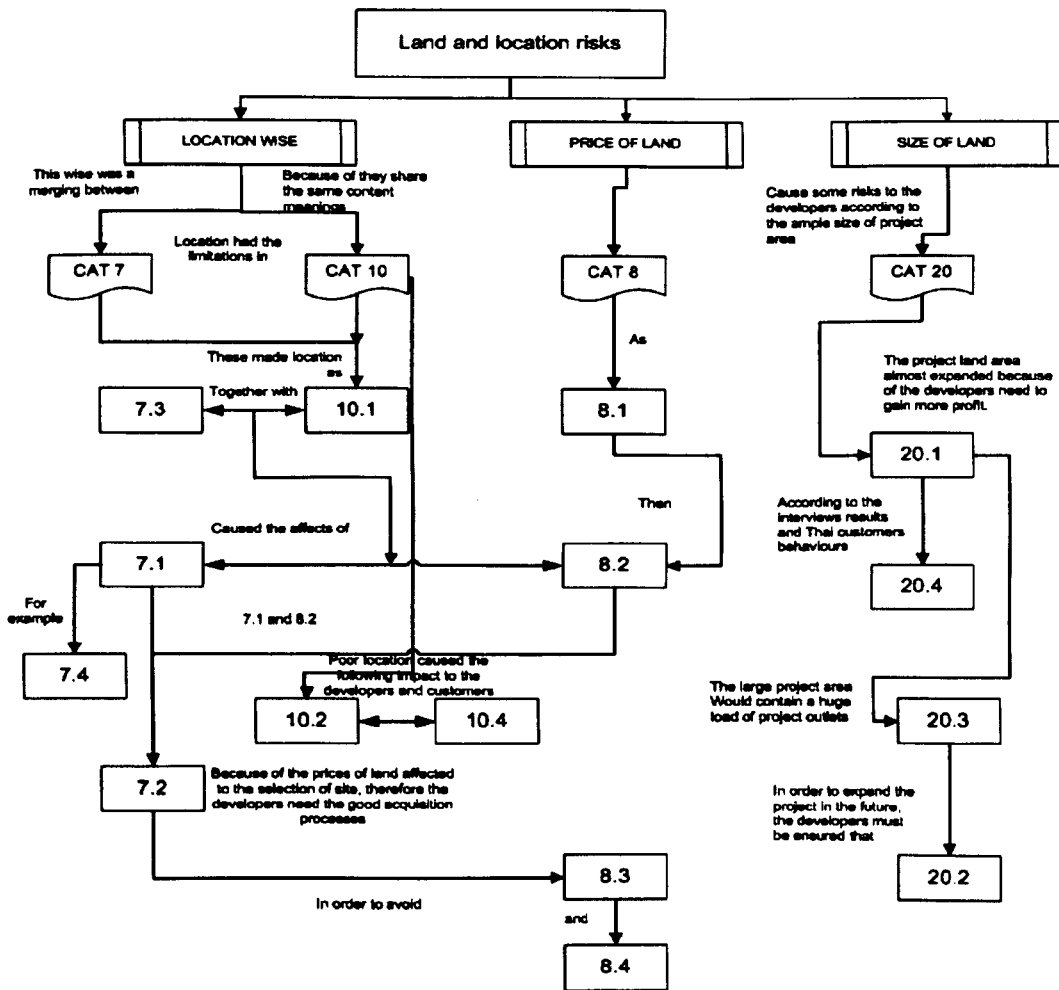 Land and location risks
LOCATION WISE
PRICE OF LAND
SIZE OF LAND
This wise was a
merging between
Because of they share
the same content
meanings
Cause some risks to the
developers according to
the ample size of project
area
Location had the
limitations in
CAT 7
CAT 10
CAT 8
CAT 20
These made location
as
As
The project land area
almost expanded because
of the developers need to
gain more profit.
Together with
7.3
10.1
8.1
20.1
Caused the affects of
Then
According to the
interviews results
and Thai customers
behaviours
7.1
8.2
20.4
For
example
7.1 and 8.2
7.4
Poor location caused the
following impact to the
developers and customers
10.2
10.4
The large project area
Would contain a huge
load of project outlets
20.3
7.2
Because of the prices of land affected
to the selection of site, therefore the
developers need the good acquisition
processes
In order to expand the
project in the future,
the developers must
be ensured that
8.3
20.2
In order to avoid
and
8.4